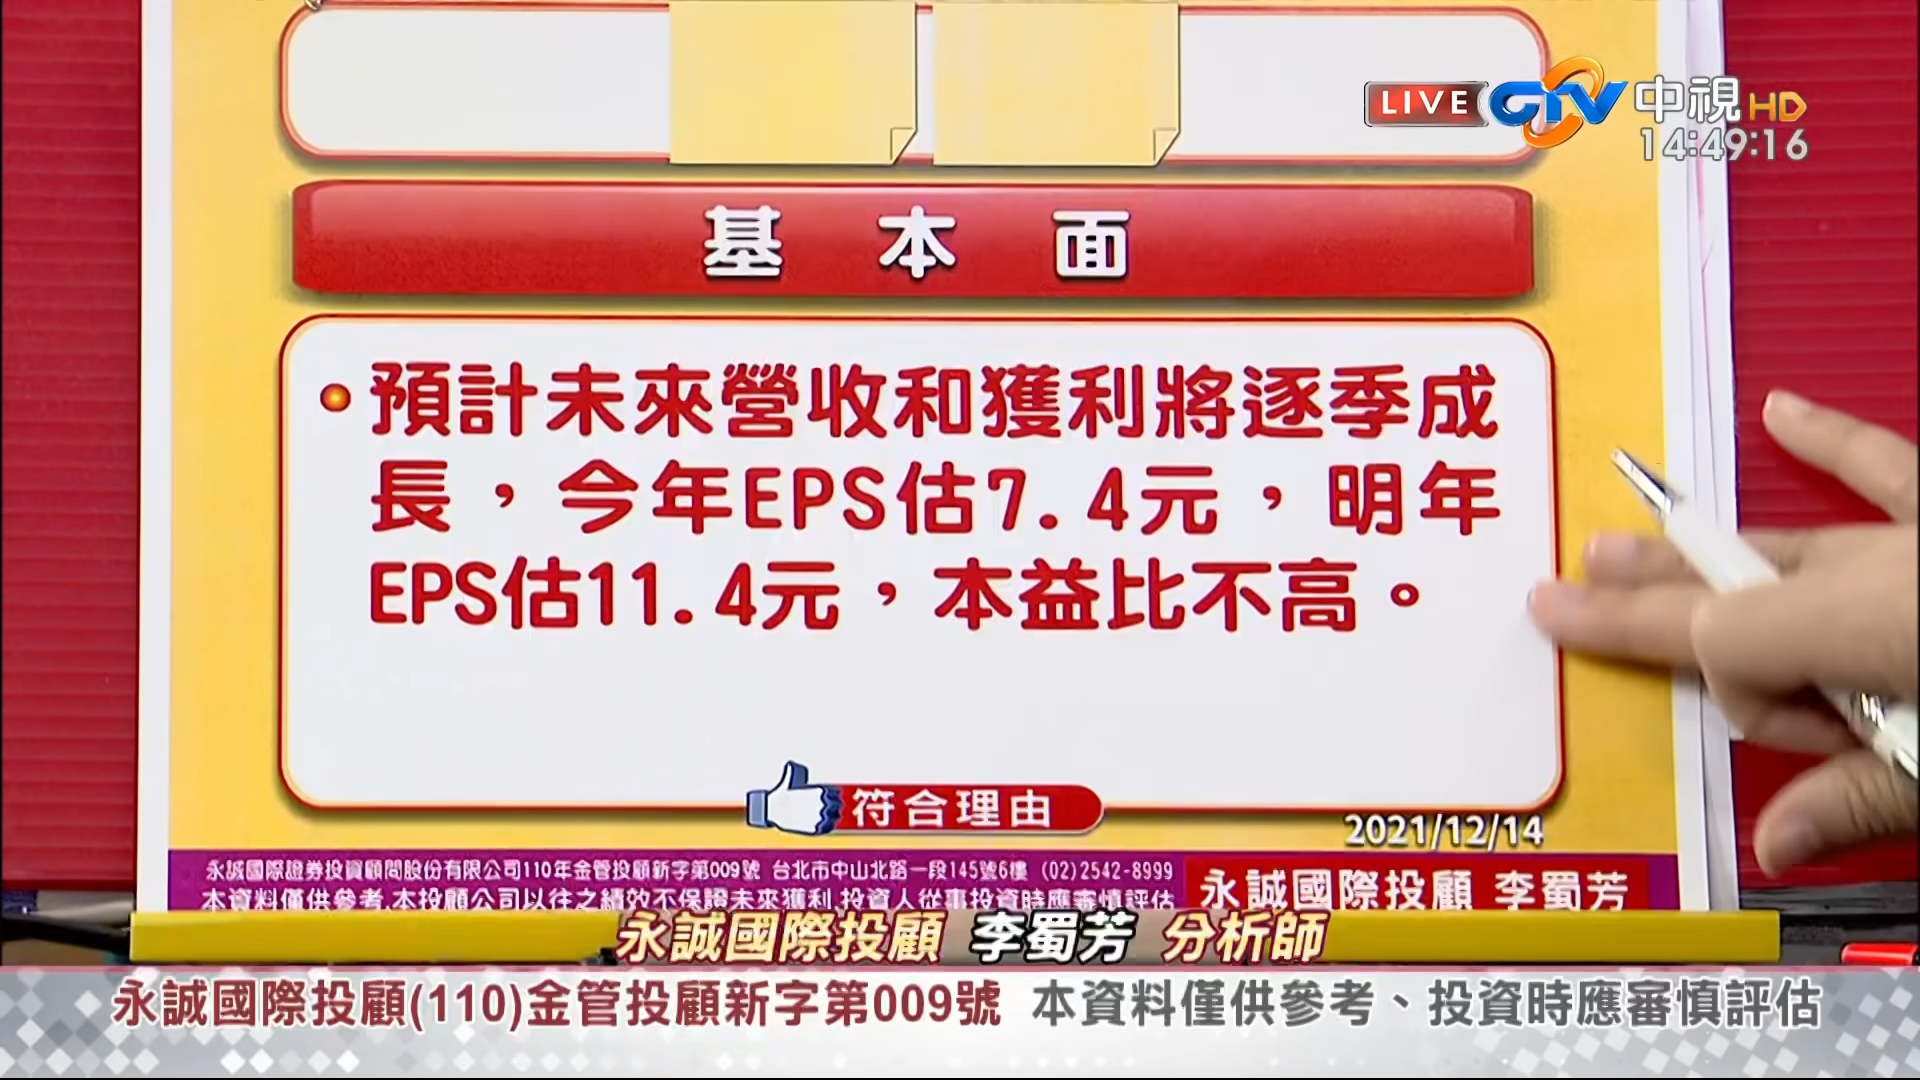 LIVE CTV 中視HD
14:49:16
基本面
預計未來營收和獲利將逐季成
長，今年EPS估7.4元，明年
EPS估11.4元，本益比不高。
符合理由
2021/12/14
永誠國際證券投資顧問股份有限公司110年金管投顧新字第009號 台北市中山北路一段145號6樓 (02)2542-8999
本資料僅供參考,本投顧公司以往之績效不保證未來獲利,投資人從事投資時應審慎評估
永誠國際投顧 李蜀芳
永誠國際投顧 李蜀芳 分析師
永誠國際投顧(110)金管投顧新字第009號 本資料僅供參考、投資時應審慎評估